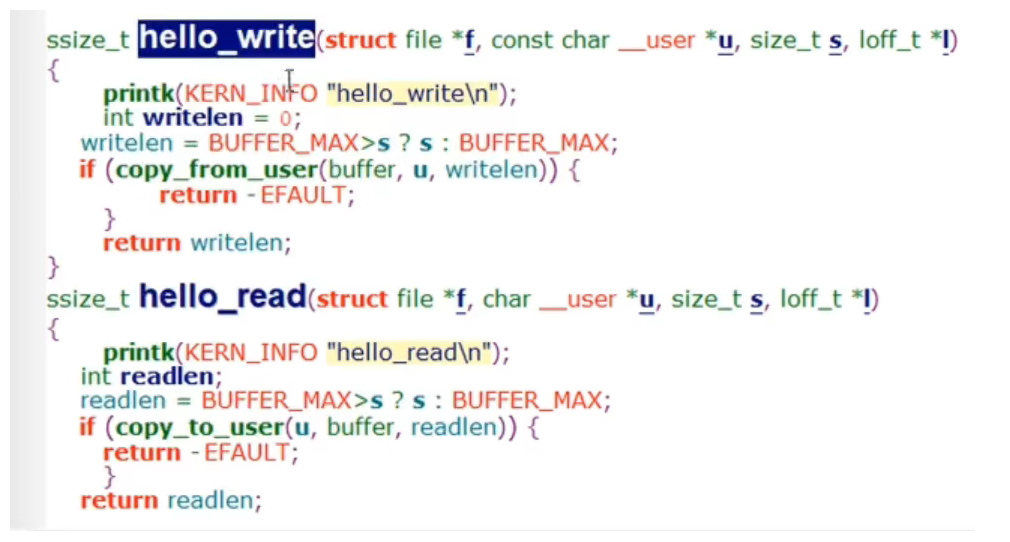 ssize_t hello_write(struct file *f, const char __user *u, size_t s, loff_t *l)
{
printk(KERN_INFO "hello_write\n");
int writelen = 0;
writelen = BUFFER_MAX>s ? s : BUFFER_MAX;
if (copy_from_user(buffer, u, writelen)) {
return -EFAULT;
}
return writelen;
}
ssize_t hello_read(struct file *f, char __user *u, size_t s, loff_t *l)
{
printk(KERN_INFO "hello_read\n");
int readlen;
readlen = BUFFER_MAX>s ? s : BUFFER_MAX;
if (copy_to_user(u, buffer, readlen)) {
return -EFAULT;
}
return readlen;